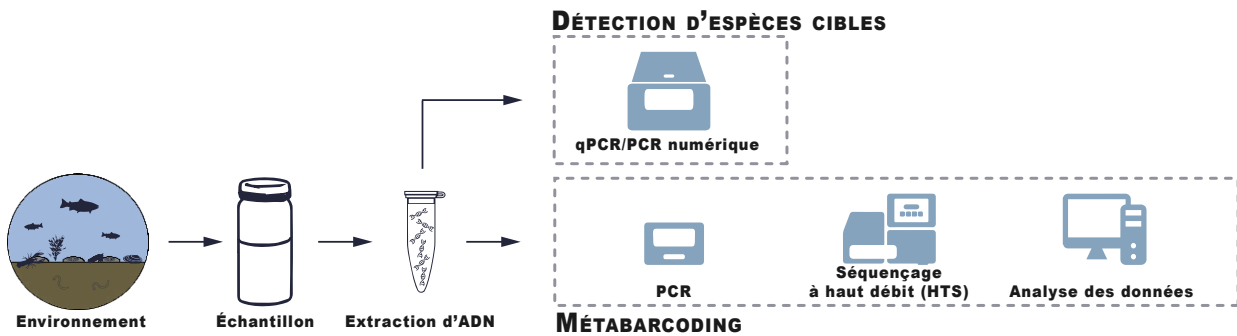 DÉTECTION D'ESPÈCES CIBLES
qPCR/PCR numérique
Environnement
Échantillon
Extraction d'ADN
PCR
Séquençage
à haut débit (HTS)
Analyse des données
MÉTABARCODING